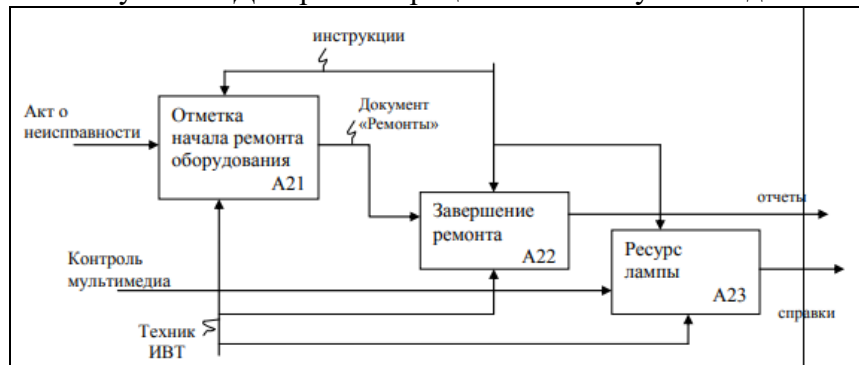 инструкции
Акт о
неисправности
Отметка
начала ремонта
оборудования
А21
Документ
«Ремонты»
Завершение
ремонта
А22
отчеты
Ресурс
лампы
А23
справки
Контроль
мультимедиа
Техник
ИВТ